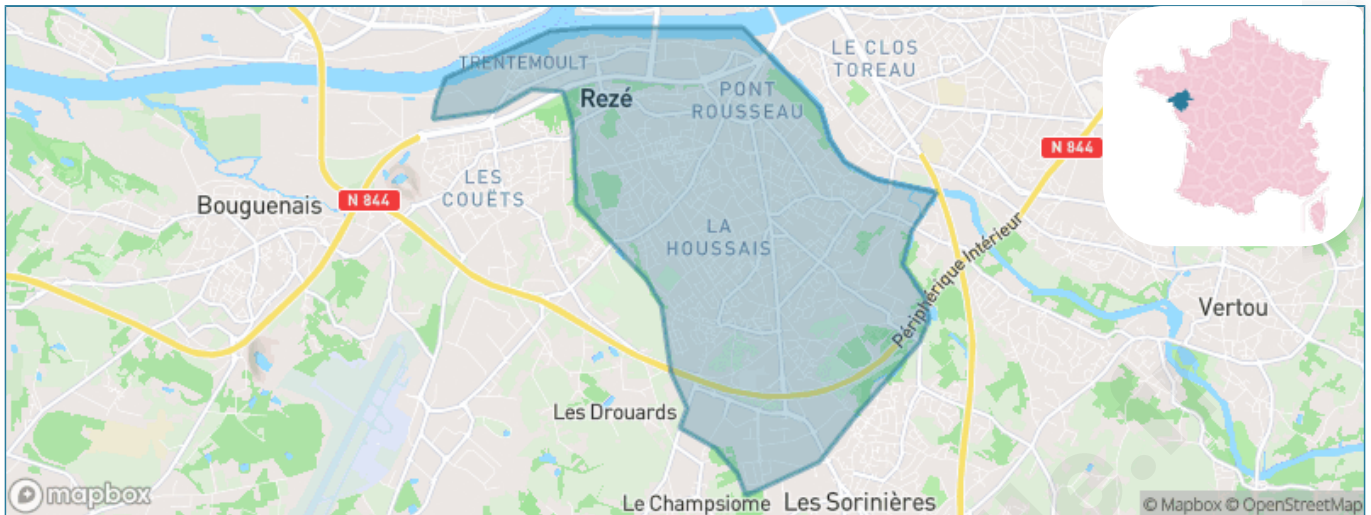 LE CLOS
TOREAU
TRENTEMOULT
PONT
ROUSSEAU
Rezé
N 844
LES
COUËTS
N 844
Bouguenais
LA
HOUSSAIS
Périphérique Intérieur
Vertou
Les Drouards
mapbox
Le Champsiome
Les Sorinières
© Mapbox © OpenStreetMap